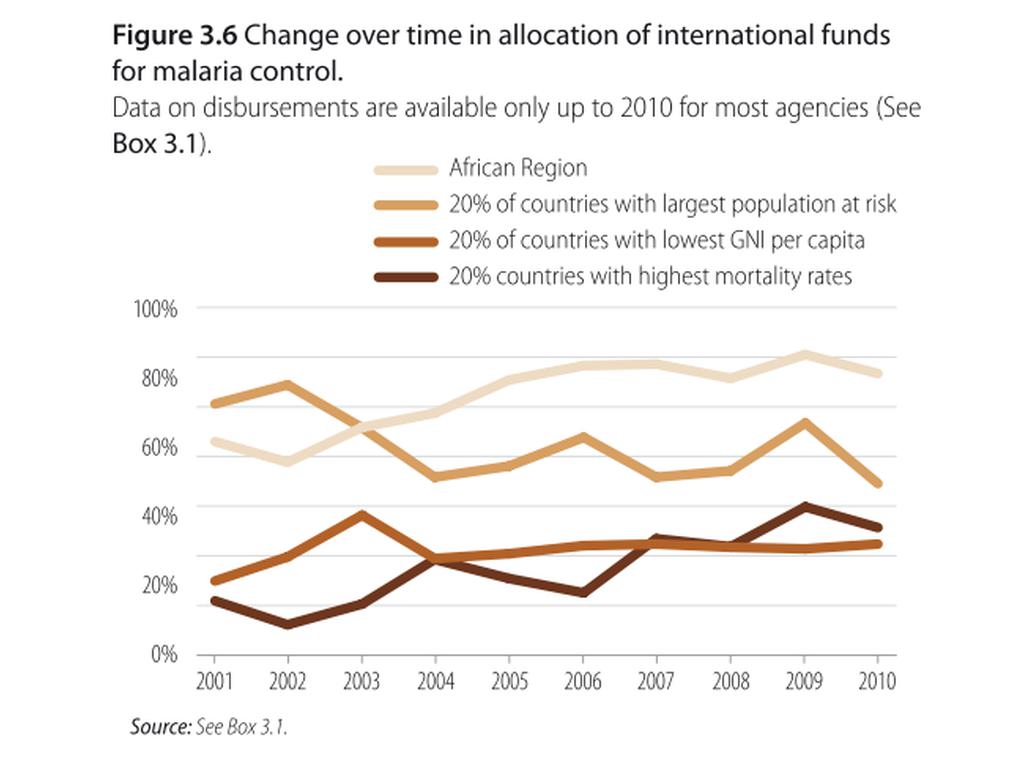 Figure 3.6 Change over time in allocation of international funds
for malaria control.
Data on disbursements are available only up to 2010 for most agencies (See
Box 3.1).
African Region
20% of countries with largest population at risk
20% of countries with lowest GNI per capita
20% countries with highest mortality rates
100%
80%
60%
40%
20%
0%
2001 2002 2003 2004 2005 2006 2007 2008 2009 2010
Source: See Box 3.1.